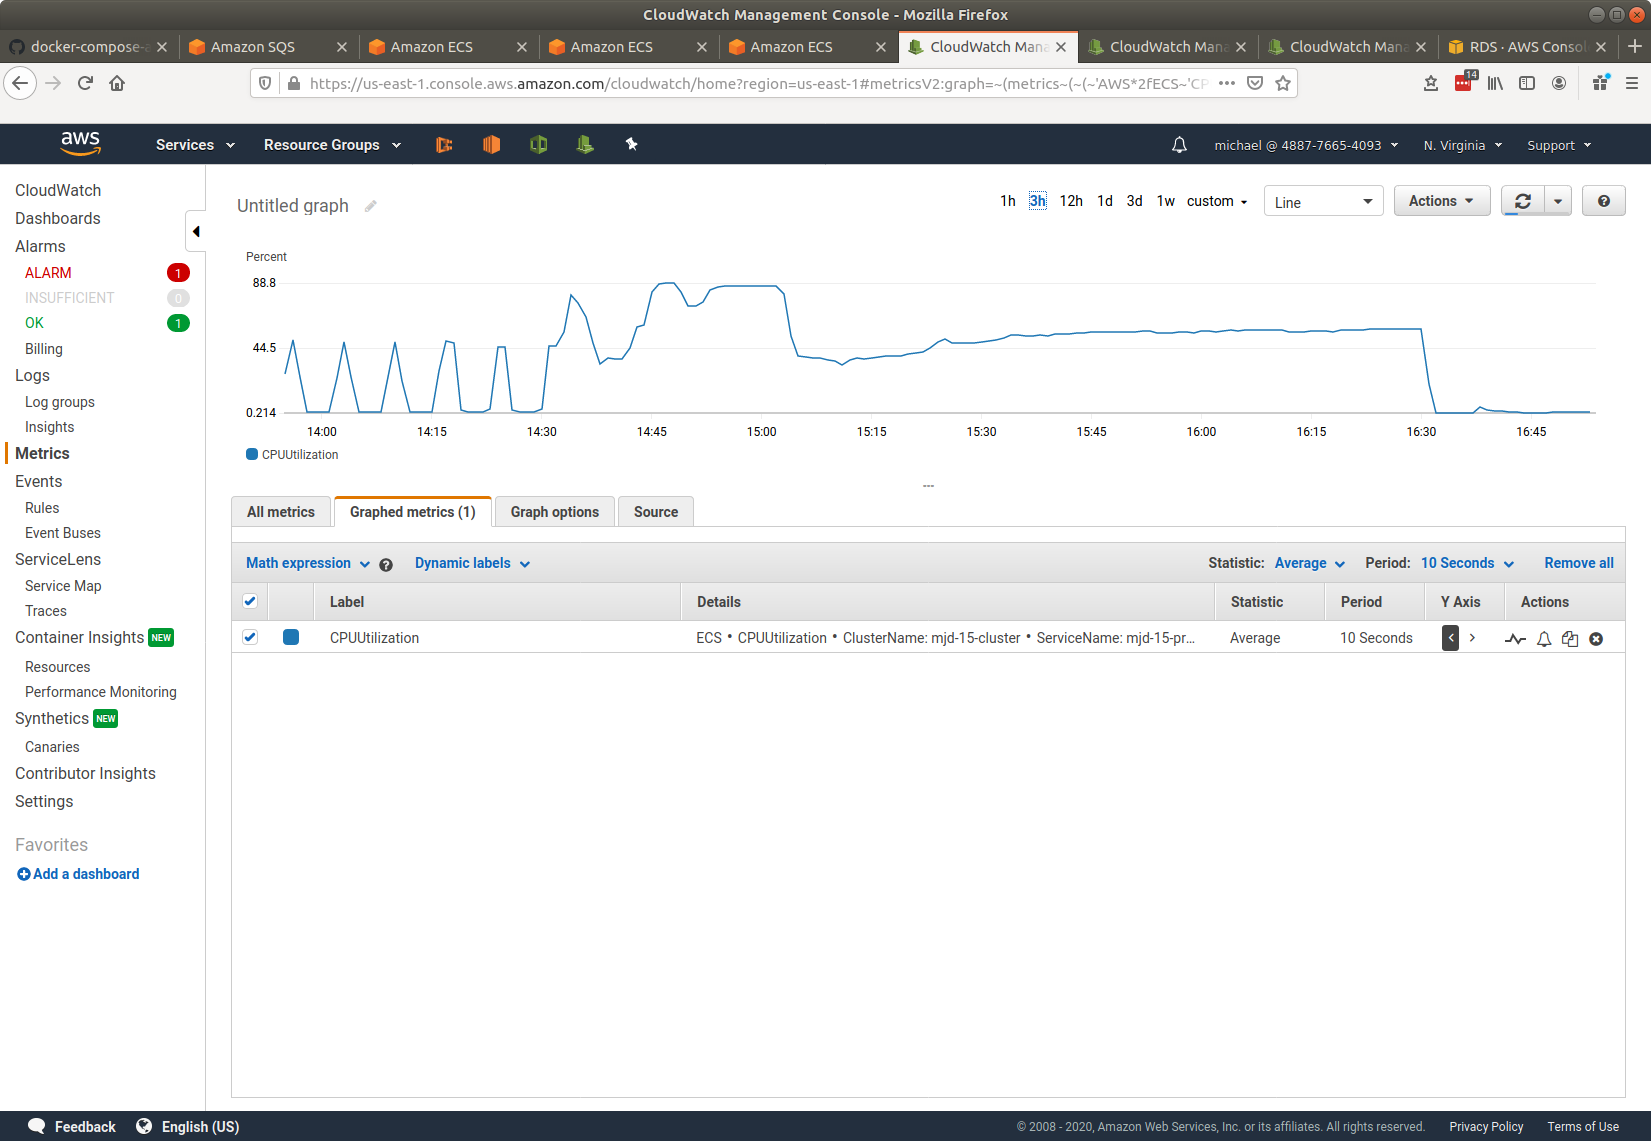 CloudWatch Management Console - Mozilla Firefox
docker-compose-a
Amazon SQS
Amazon ECS
Amazon ECS
Amazon ECS
CloudWatch Mana
CloudWatch Mana
CloudWatch Mana
RDS · AWS Consol
https://us-east-1.console.aws.amazon.com/cloudwatch/home?region=us-east-1#metricsV2:graph=~(metrics~(~(~'AWS*2fECS~'CP
14
aws
Services
Resource Groups
michael @ 4887-7665-4093
N. Virginia
Support
CloudWatch
Dashboards
Alarms
ALARM 1
INSUFFICIENT 0
OK 1
Billing
Logs
Log groups
Insights
Metrics
Events
Rules
Event Buses
ServiceLens
Service Map
Traces
Container Insights NEW
Resources
Performance Monitoring
Synthetics NEW
Canaries
Contributor Insights
Settings
Favorites
Add a dashboard
Untitled graph
1h 3h 12h 1d 3d 1w custom
Line
Actions
?
Percent
88.8
44.5
0.214
14:00 14:15 14:30 14:45 15:00 15:15 15:30 15:45 16:00 16:15 16:30 16:45
CPUUtilization
All metrics
Graphed metrics (1)
Graph options
Source
Math expression ?
Dynamic labels
Statistic: Average
Period: 10 Seconds
Remove all
Label Details Statistic Period Y Axis Actions
CPUUtilization ECS • CPUUtilization • ClusterName: mjd-15-cluster • ServiceName: mjd-15-pr... Average 10 Seconds < >
Feedback
English (US)
© 2008 - 2020, Amazon Web Services, Inc. or its affiliates. All rights reserved.
Privacy Policy
Terms of Use